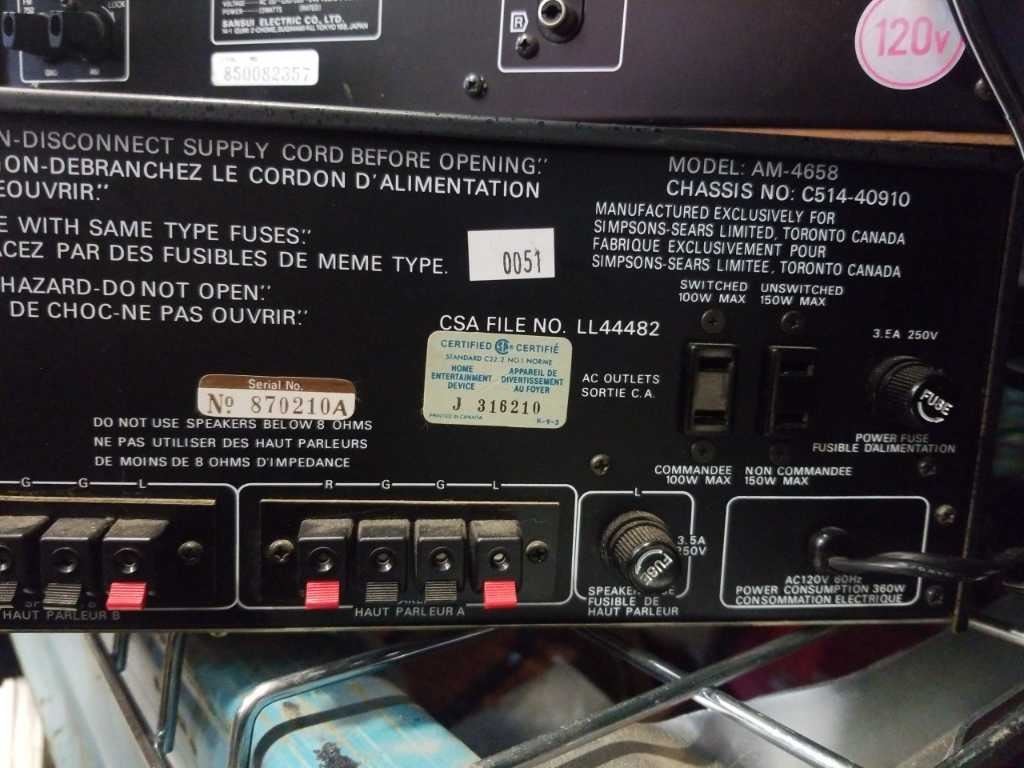 LOCK
SANSUI ELECTRIC CO., LTD.
850082357
R
120v
N-DISCONNECT SUPPLY CORD BEFORE OPENING."
GON-DEBRANCHEZ LE CORDON D'ALIMENTATION
EOUVRIR."
E WITH SAME TYPE FUSES."
ACEZ PAR DES FUSIBLES DE MEME TYPE.
HAZARD-DO NOT OPEN."
DE CHOC-NE PAS OUVRIR."
0051
MODEL: AM-4658
CHASSIS NO: C514-40910
MANUFACTURED EXCLUSIVELY FOR
SIMPSONS-SEARS LIMITED, TORONTO CANADA
FABRIQUE EXCLUSIVEMENT POUR
SIMPSONS-SEARS LIMITEE, TORONTO CANADA
SWITCHED
100W MAX
UNSWITCHED
150W MAX
CSA FILE NO. LL44482
CERTIFIED CERTIFIÉ
STANDARD C22.2 NO.1 NORME
HOME
ENTERTAINMENT
DEVICE
APPAREIL DE
DIVERTISSEMENT
AU FOYER
J 316210
PRINTED IN CANADA
AC OUTLETS
SORTIE C.A.
3.5A 250V
FUSE
POWER FUSE
FUSIBLE D'ALIMENTATION
Serial No.
No 870210A
DO NOT USE SPEAKERS BELOW 8 OHMS
NE PAS UTILISER DES HAUT PARLEURS
DE MOINS DE 8 OHMS D'IMPEDANCE
COMMANDEE
100W MAX
NON COMMANDEE
150W MAX
G G L
R G G L
L
3.5A
250V
FUSE
HAUT PARLEUR B
HAUT PARLEUR A
FUSIBLE DE
HAUT PARLEUR
AC120V 60Hz
POWER CONSUMPTION 360W
CONSOMMATION ELECTRIQUE